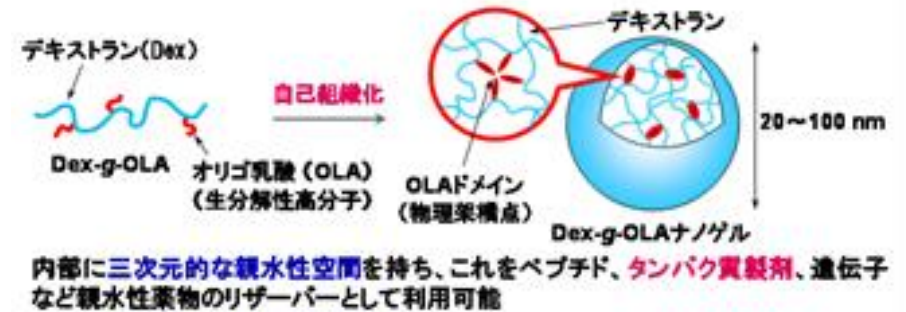 デキストラン(Dex)
Dex-g-OLA
オリゴ乳酸(OLA)
(生分解性高分子)
自己組織化
デキストラン
OLAドメイン
(物理架橋点)
20～100 nm
Dex-g-OLAナノゲル
内部に三次元的な親水性空間を持ち、これをペプチド、タンパク質製剤、遺伝子
など親水性薬物のリザーバーとして利用可能